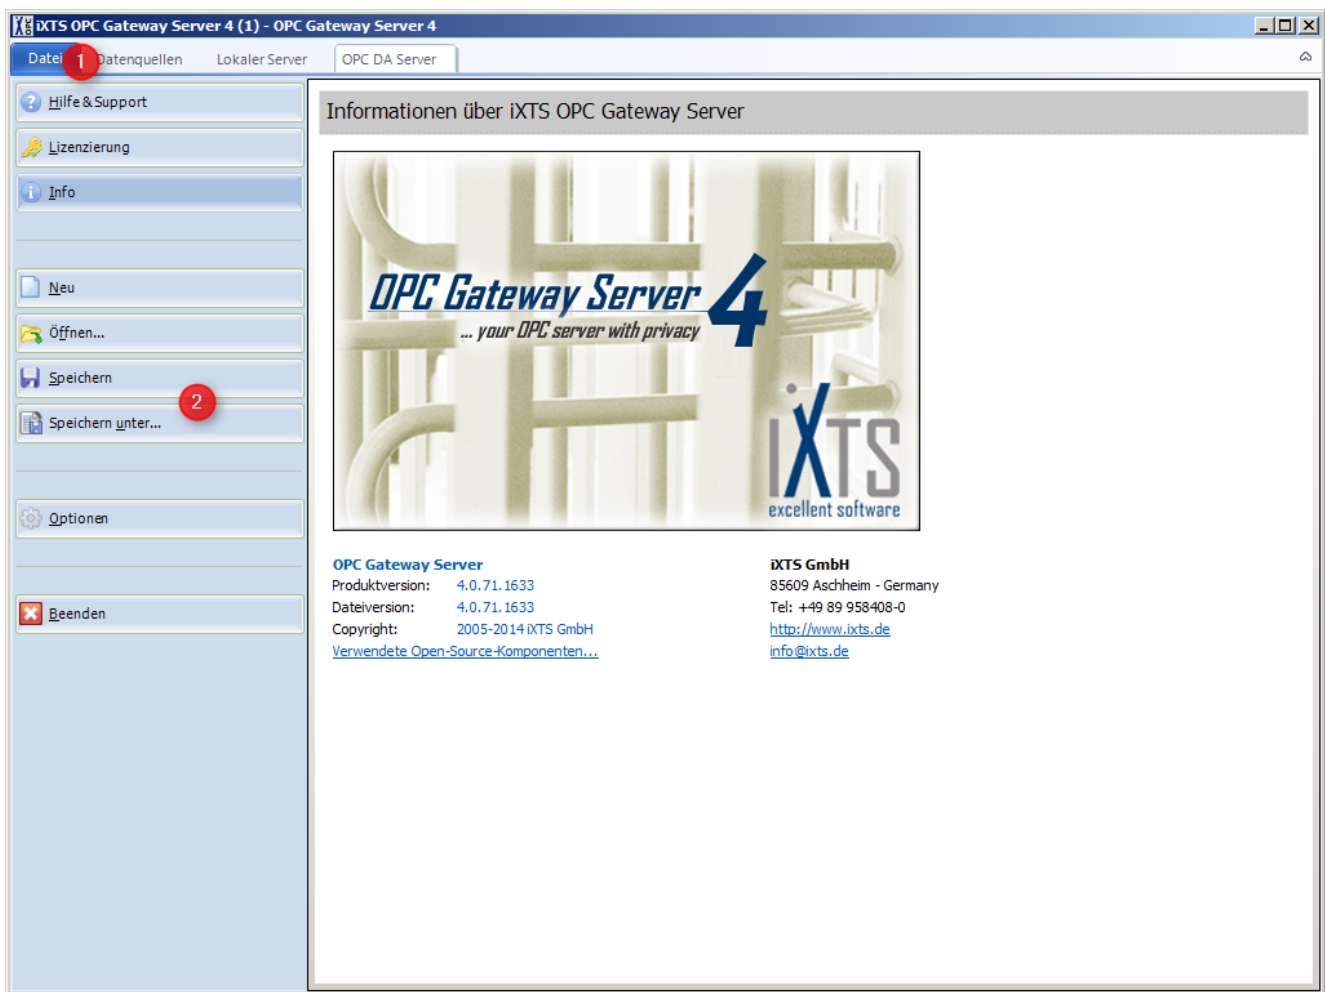 iXTS OPC Gateway Server 4 (1) - OPC Gateway Server 4
Datei 1 Datenquellen Lokaler Server OPC DA Server
Hilfe & Support
Lizenzierung
Info
Neu
Öffnen...
Speichern
2
Speichern unter...
Optionen
Beenden
Informationen über iXTS OPC Gateway Server
OPC Gateway Server 4
... your OPC server with privacy
iXTS
excellent software
OPC Gateway Server
Produktversion: 4.0.71.1633
Dateiversion: 4.0.71.1633
Copyright: 2005-2014 iXTS GmbH
Verwendete Open-Source-Komponenten...
iXTS GmbH
85609 Aschheim - Germany
Tel: +49 89 958408-0
http://www.ixts.de
info@ixts.de